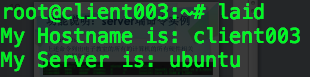 root@client003:~# laid
My Hostname is: client003
My Server is: ubuntu